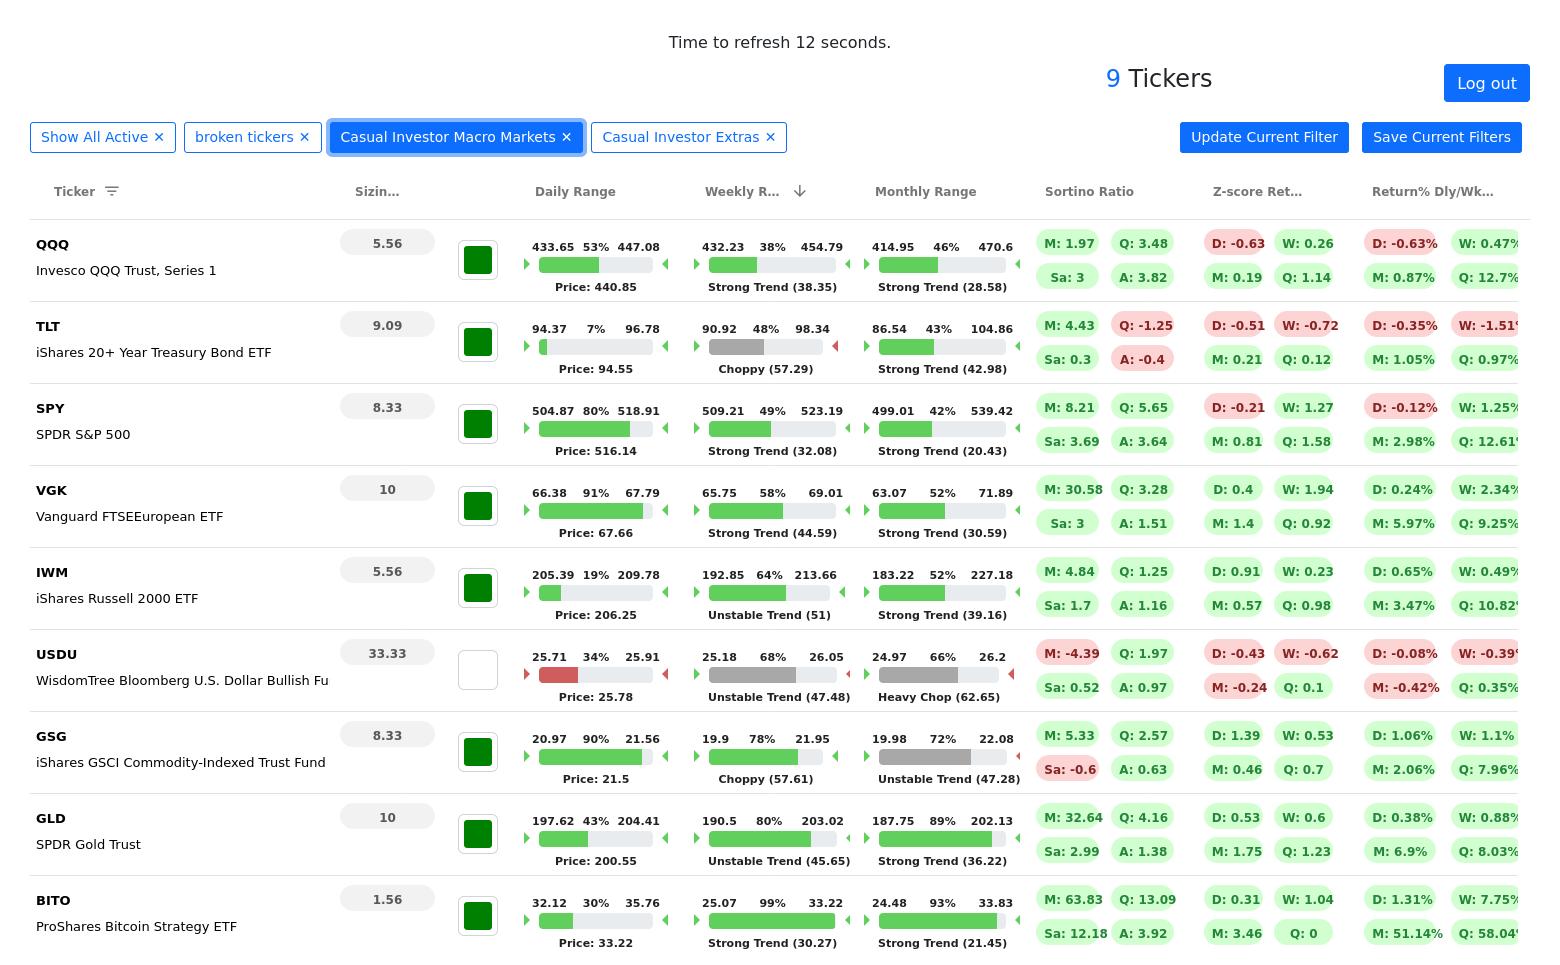 Time to refresh 12 seconds.
9 Tickers
Log out
Show All Active ✕ broken tickers ✕ Casual Investor Macro Markets ✕ Casual Investor Extras ✕ Update Current Filter Save Current Filters
Ticker Sizin... Daily Range Weekly R... Monthly Range Sortino Ratio Z-score Ret... Return% Dly/Wk...
QQQ 5.56 433.65 53% 447.08 432.23 38% 454.79 414.95 46% 470.6 M: 1.97 Q: 3.48 D: -0.63 W: 0.26 D: -0.63% W: 0.47%
Invesco QQQ Trust, Series 1 Price: 440.85 Strong Trend (38.35) Strong Trend (28.58) Sa: 3 A: 3.82 M: 0.19 Q: 1.14 M: 0.87% Q: 12.7%
TLT 9.09 94.37 7% 96.78 90.92 48% 98.34 86.54 43% 104.86 M: 4.43 Q: -1.25 D: -0.51 W: -0.72 D: -0.35% W: -1.51%
iShares 20+ Year Treasury Bond ETF Price: 94.55 Choppy (57.29) Strong Trend (42.98) Sa: 0.3 A: -0.4 M: 0.21 Q: 0.12 M: 1.05% Q: 0.97%
SPY 8.33 504.87 80% 518.91 509.21 49% 523.19 499.01 42% 539.42 M: 8.21 Q: 5.65 D: -0.21 W: 1.27 D: -0.12% W: 1.25%
SPDR S&P 500 Price: 516.14 Strong Trend (32.08) Strong Trend (20.43) Sa: 3.69 A: 3.64 M: 0.81 Q: 1.58 M: 2.98% Q: 12.61%
VGK 10 66.38 91% 67.79 65.75 58% 69.01 63.07 52% 71.89 M: 30.58 Q: 3.28 D: 0.4 W: 1.94 D: 0.24% W: 2.34%
Vanguard FTSEEuropean ETF Price: 67.66 Strong Trend (44.59) Strong Trend (30.59) Sa: 3 A: 1.51 M: 1.4 Q: 0.92 M: 5.97% Q: 9.25%
IWM 5.56 205.39 19% 209.78 192.85 64% 213.66 183.22 52% 227.18 M: 4.84 Q: 1.25 D: 0.91 W: 0.23 D: 0.65% W: 0.49%
iShares Russell 2000 ETF Price: 206.25 Unstable Trend (51) Strong Trend (39.16) Sa: 1.7 A: 1.16 M: 0.57 Q: 0.98 M: 3.47% Q: 10.82%
USDU 33.33 25.71 34% 25.91 25.18 68% 26.05 24.97 66% 26.2 M: -4.39 Q: 1.97 D: -0.43 W: -0.62 D: -0.08% W: -0.39%
WisdomTree Bloomberg U.S. Dollar Bullish Fu Price: 25.78 Unstable Trend (47.48) Heavy Chop (62.65) Sa: 0.52 A: 0.97 M: -0.24 Q: 0.1 M: -0.42% Q: 0.35%
GSG 8.33 20.97 90% 21.56 19.9 78% 21.95 19.98 72% 22.08 M: 5.33 Q: 2.57 D: 1.39 W: 0.53 D: 1.06% W: 1.1%
iShares GSCI Commodity-Indexed Trust Fund Price: 21.5 Choppy (57.61) Unstable Trend (47.28) Sa: -0.6 A: 0.63 M: 0.46 Q: 0.7 M: 2.06% Q: 7.96%
GLD 10 197.62 43% 204.41 190.5 80% 203.02 187.75 89% 202.13 M: 32.64 Q: 4.16 D: 0.53 W: 0.6 D: 0.38% W: 0.88%
SPDR Gold Trust Price: 200.55 Unstable Trend (45.65) Strong Trend (36.22) Sa: 2.99 A: 1.38 M: 1.75 Q: 1.23 M: 6.9% Q: 8.03%
BITO 1.56 32.12 30% 35.76 25.07 99% 33.22 24.48 93% 33.83 M: 63.83 Q: 13.09 D: 0.31 W: 1.04 D: 1.31% W: 7.75%
ProShares Bitcoin Strategy ETF Price: 33.22 Strong Trend (30.27) Strong Trend (21.45) Sa: 12.18 A: 3.92 M: 3.46 Q: 0 M: 51.14% Q: 58.04%